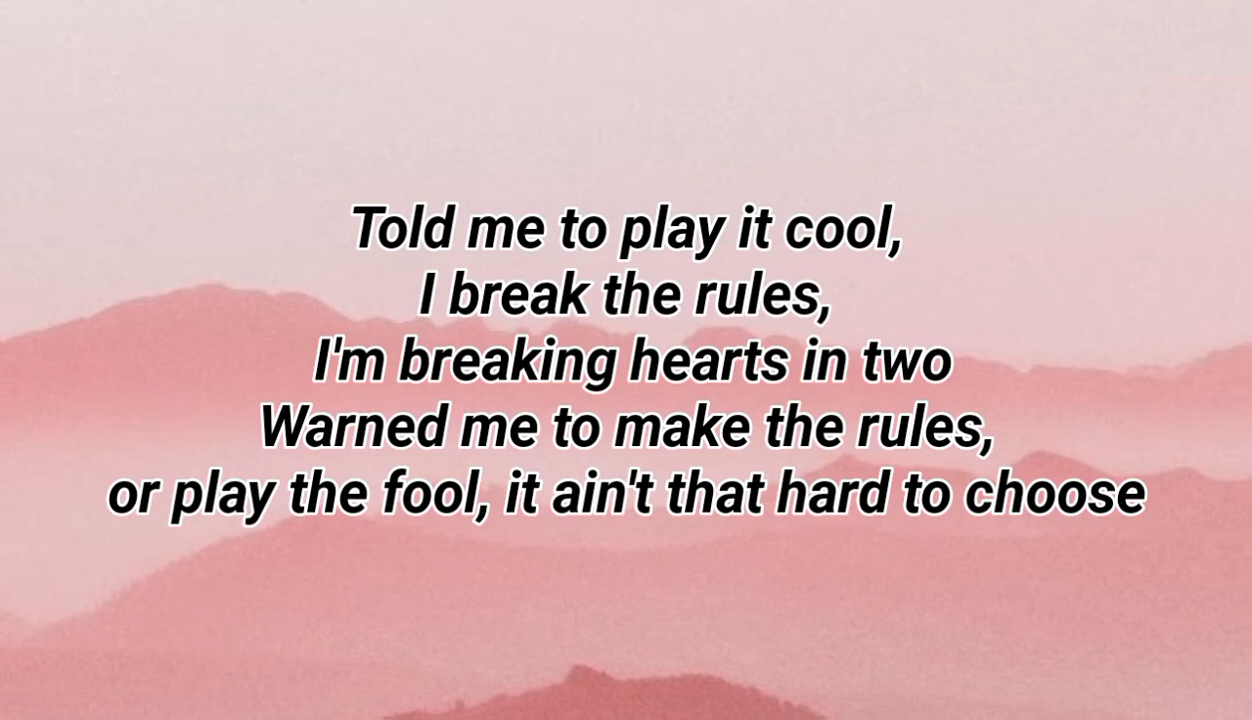 Told me to play it cool,
I break the rules,
I'm breaking hearts in two
Warned me to make the rules,
or play the fool, it ain't that hard to choose